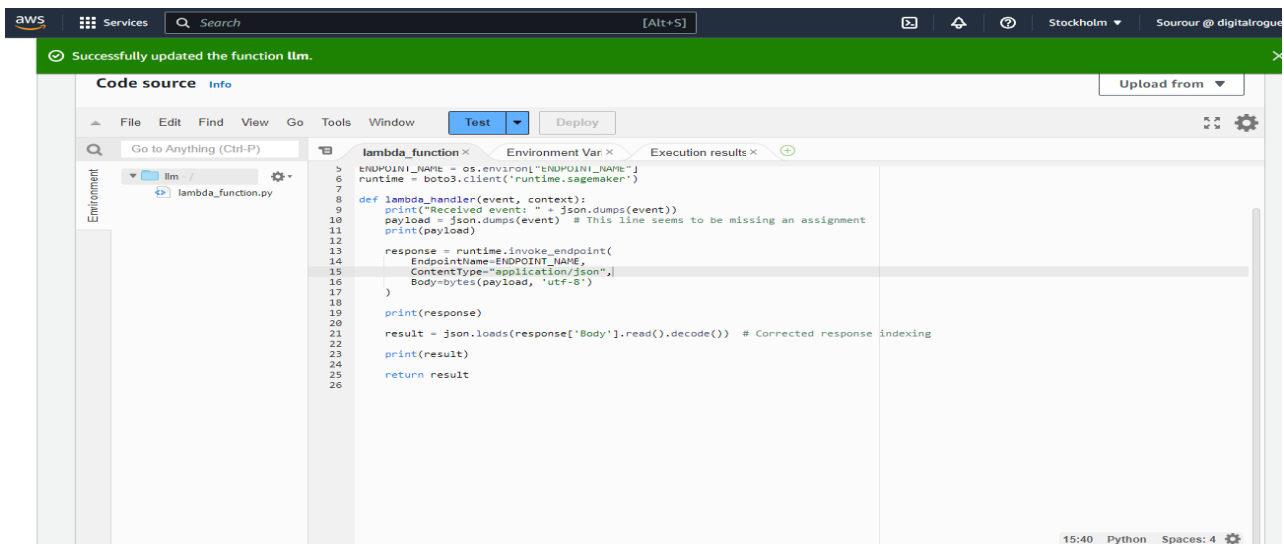 aws Services Search [Alt+S] Stockholm Sourour @ digitalrogue
Successfully updated the function llm.
Code source Info Upload from
File Edit Find View Go Tools Window Test Deploy
Go to Anything (Ctrl-P) lambda_function Environment Var Execution results
Environment
llm - /
lambda_function.py
5 ENDPOINT_NAME = os.environ["ENDPOINT_NAME"]
6 runtime = boto3.client('runtime.sagemaker')
7
8 def lambda_handler(event, context):
9     print("Received event: " + json.dumps(event))
10     payload = json.dumps(event)  # This line seems to be missing an assignment
11     print(payload)
12
13     response = runtime.invoke_endpoint(
14         EndpointName=ENDPOINT_NAME,
15         ContentType="application/json",
16         Body=bytes(payload, 'utf-8')
17     )
18
19     print(response)
20
21     result = json.loads(response['Body'].read().decode())  # Corrected response indexing
22
23     print(result)
24
25     return result
26
15:40 Python Spaces: 4